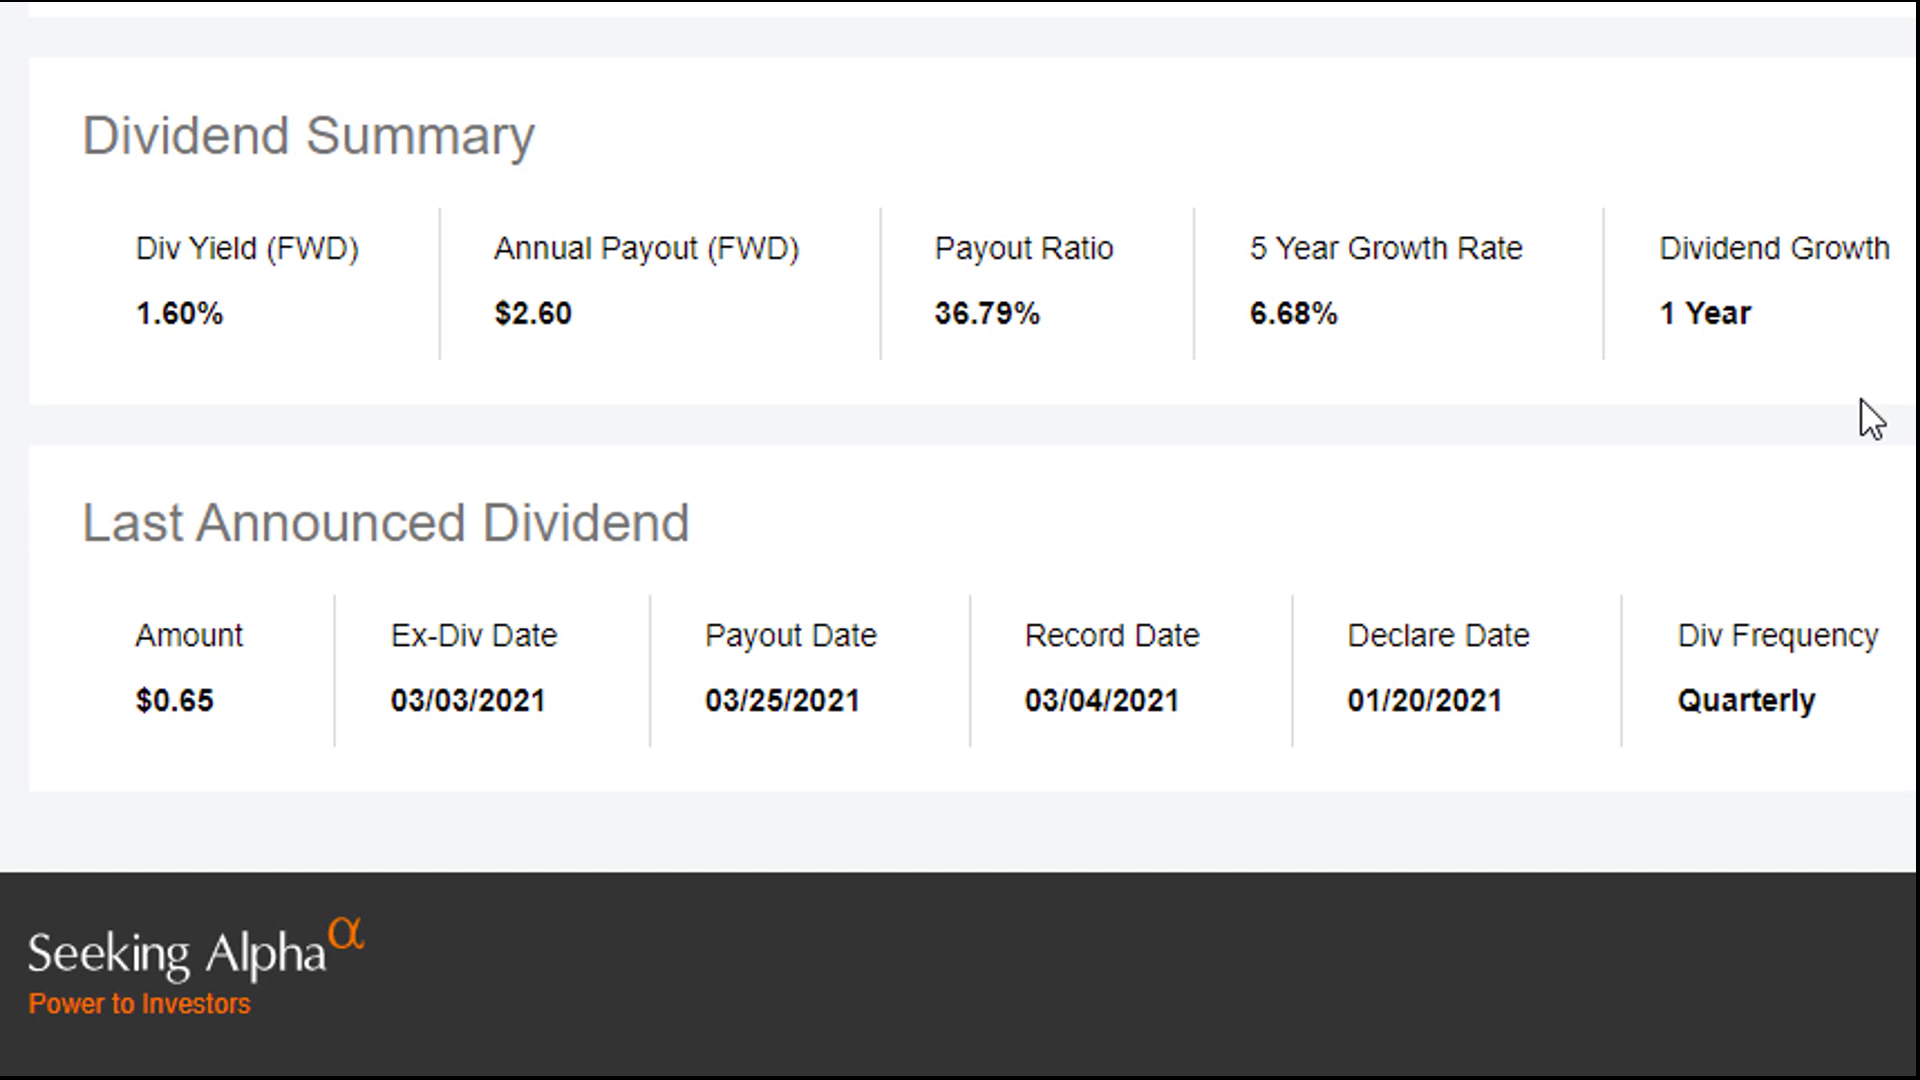 Dividend Summary
Div Yield (FWD) Annual Payout (FWD) Payout Ratio 5 Year Growth Rate Dividend Growth
1.60% $2.60 36.79% 6.68% 1 Year
Last Announced Dividend
Amount Ex-Div Date Payout Date Record Date Declare Date Div Frequency
$0.65 03/03/2021 03/25/2021 03/04/2021 01/20/2021 Quarterly
Seeking Alpha α
Power to Investors